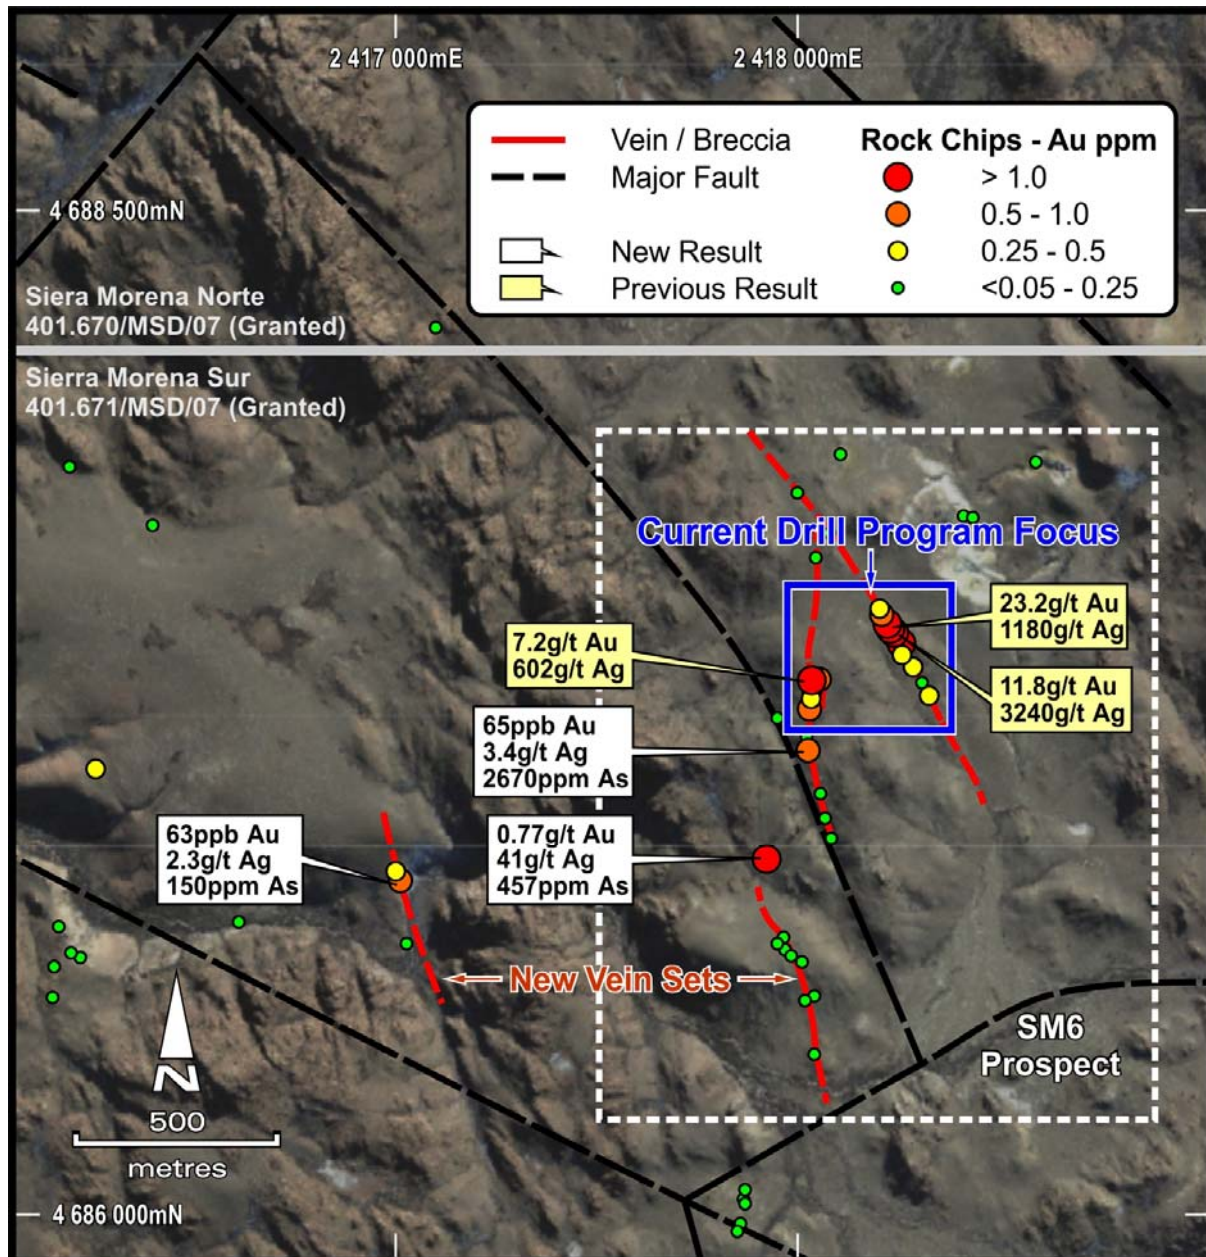 2 417 000mE
2 418 000mE
Vein / Breccia
Major Fault
New Result
Previous Result
Rock Chips - Au ppm
> 1.0
0.5 - 1.0
0.25 - 0.5
<0.05 - 0.25
4 688 500mN
Siera Morena Norte
401.670/MSD/07 (Granted)
Sierra Morena Sur
401.671/MSD/07 (Granted)
Current Drill Program Focus
23.2g/t Au
1180g/t Ag
7.2g/t Au
602g/t Ag
11.8g/t Au
3240g/t Ag
65ppb Au
3.4g/t Ag
2670ppm As
63ppb Au
2.3g/t Ag
150ppm As
0.77g/t Au
41g/t Ag
457ppm As
New Vein Sets
SM6
Prospect
N
500
metres
4 686 000mN